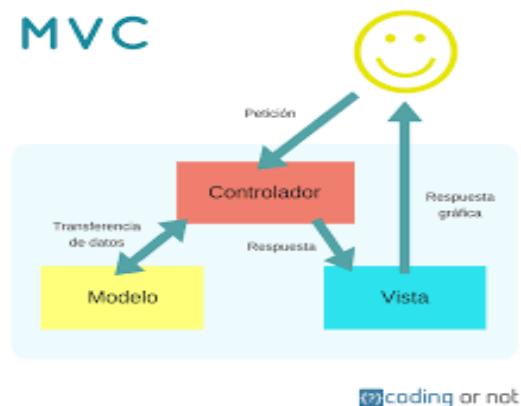 MVC
Petición
Controlador
Transferencia
de datos
Respuesta
Respuesta
gráfica
Modelo
Vista
{?}coding or not